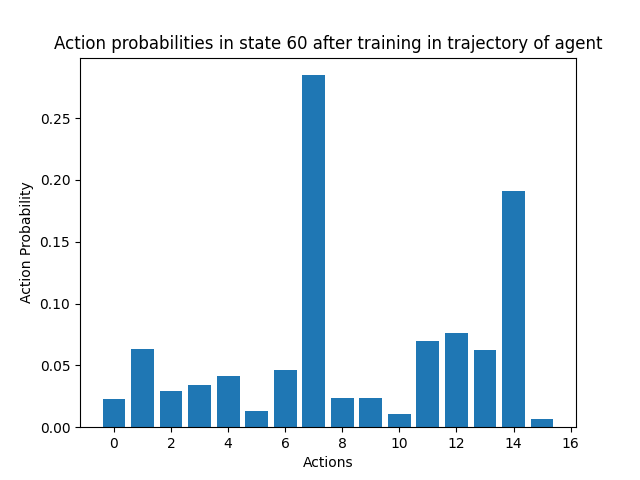 Action probabilities in state 60 after training in trajectory of agent
Action Probability
0.25
0.20
0.15
0.10
0.05
0.00
0 2 4 6 8 10 12 14 16
Actions